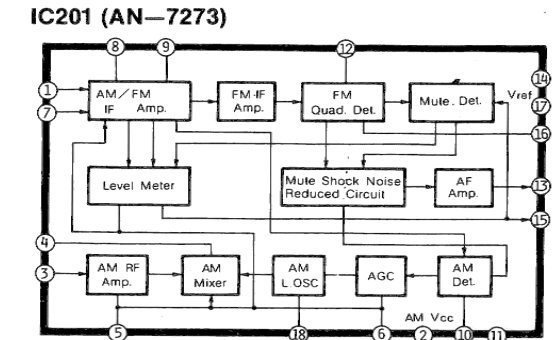 IC201 (AN—7273)
8
9
12
14
1
AM/FM
IF Amp.
FM·IF
Amp.
FM
Quad. Det.
Mute. Det.
Vref
17
7
16
Level Meter
Mute Shock Noise
Reduced Circuit
AF
Amp.
13
15
4
3
AM RF
Amp.
AM
Mixer
AM
L.OSC
AGC
AM
Det.
AM Vcc
5
18
6
2
10
11